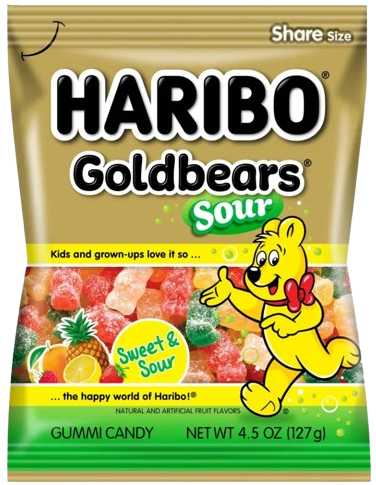 Share Size
HARIBO®
Goldbears®
Sour
Kids and grown-ups love it so ...
Sweet &
Sour
... the happy world of Haribo!®
NATURAL AND ARTIFICIAL FRUIT FLAVORS
®
GUMMI CANDY NET WT 4.5 OZ (127g)